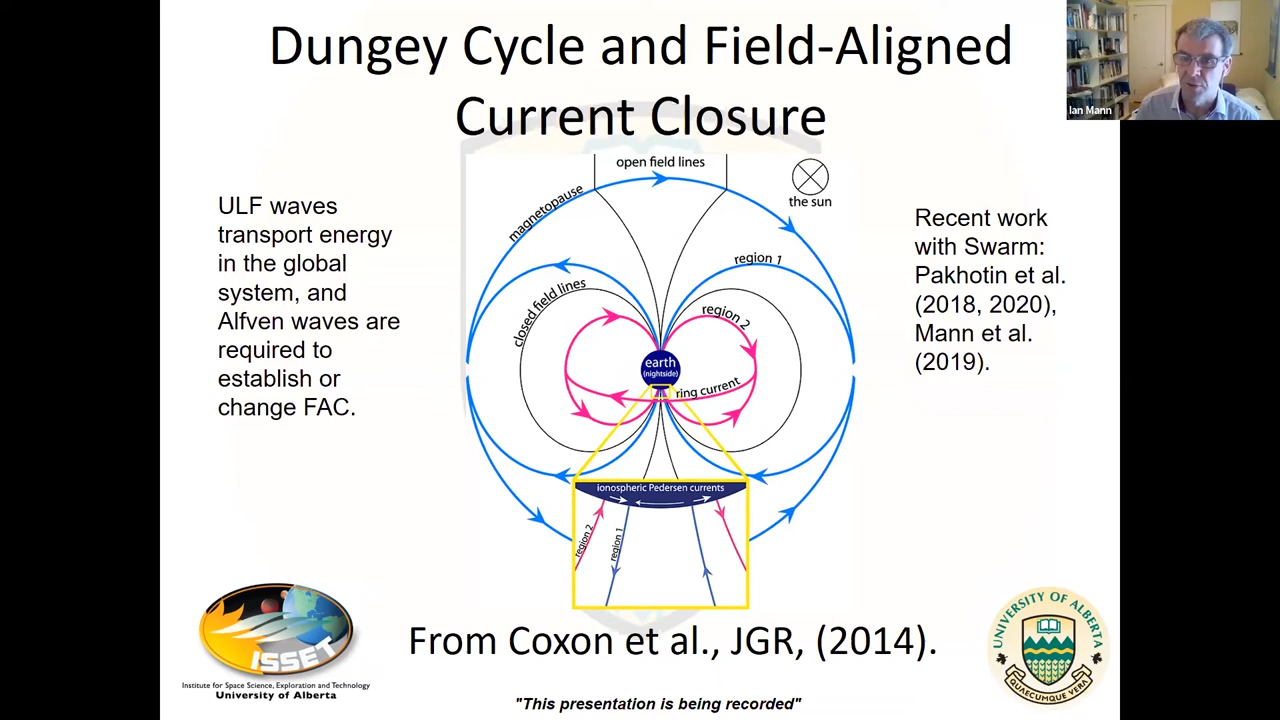 Dungey Cycle and Field-Aligned
Current Closure
Ian Mann
ULF waves
transport energy
in the global
system, and
Alfven waves are
required to
establish or
change FAC.
open field lines
magnetopause
the sun
region 1
closed field lines
region 2
earth
(nightside)
ring current
ionospheric Pedersen currents
region 2
region 1
Recent work
with Swarm:
Pakhotin et al.
(2018, 2020),
Mann et al.
(2019).
From Coxon et al., JGR, (2014).
ISSET
Institute for Space Science, Exploration and Technology
University of Alberta
UNIVERSITY OF ALBERTA
QUAECUMQUE VERA
"This presentation is being recorded"